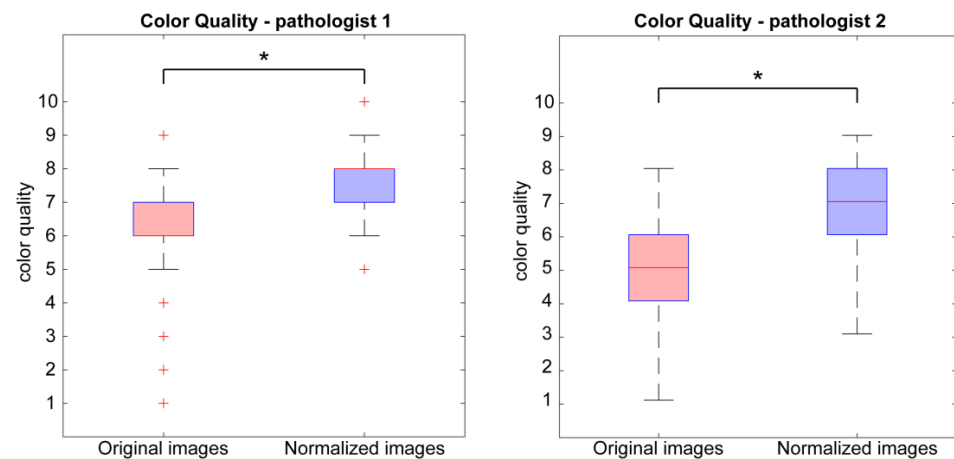 Color Quality - pathologist 1
*
color quality
10
9
8
7
6
5
4
3
2
1
Original images
Normalized images
Color Quality - pathologist 2
*
color quality
10
9
8
7
6
5
4
3
2
1
Original images
Normalized images